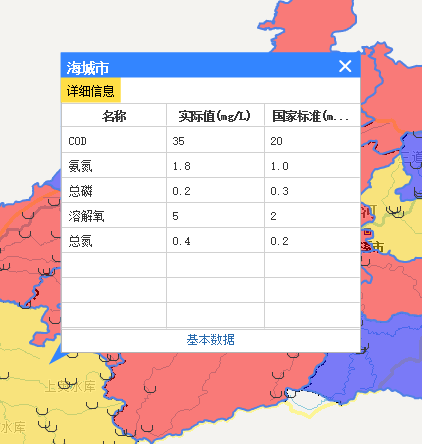 海城市
详细信息
名称 实际值(mg/L) 国家标准(m...
COD 35 20
氨氮 1.8 1.0
总磷 0.2 0.3
溶解氧 5 2
总氮 0.4 0.2
基本数据
三道
河
市
水库
水库